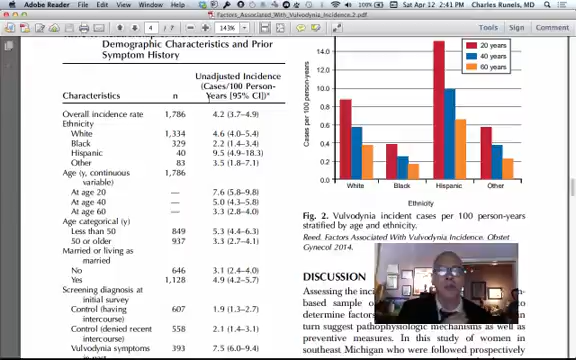 Adobe Reader File Edit View Window Help 100% Sat Apr 12 2:41 PM Charles Runels, MD
Factors_Associated_With_Vulvodynia_Incidence.2.pdf
4 / 7 143% Tools Sign Comment
Demographic Characteristics and Prior
Symptom History
Unadjusted Incidence
(Cases/100 Person-
Characteristics n Years [95% CI])*
Overall incidence rate 1,786 4.2 (3.7–4.9)
Ethnicity
White 1,334 4.6 (4.0–5.4)
Black 329 2.2 (1.4–3.4)
Hispanic 40 9.5 (4.9–18.3)
Other 83 3.5 (1.8–7.1)
Age (y, continuous 1,786
variable)
At age 20 — 7.6 (5.8–9.8)
At age 40 — 5.0 (4.3–5.8)
At age 60 — 3.3 (2.8–4.0)
Age categorical (y)
Less than 50 849 5.3 (4.4–6.3)
50 or older 937 3.3 (2.7–4.1)
Married or living as
married
No 646 3.1 (2.4–4.0)
Yes 1,128 4.9 (4.2–5.7)
Screening diagnosis at
initial survey
Control (having 607 1.9 (1.3–2.7)
intercourse)
Control (denied recent 558 2.1 (1.4–3.1)
intercourse)
Vulvodynia symptoms 393 7.5 (6.0–9.4)
20 years
40 years
60 years
Cases per 100 person-years
14.0
12.0
10.0
0.8
0.6
0.4
0.2
0.0
White Black Hispanic Other
Ethnicity
Fig. 2. Vulvodynia incident cases per 100 person-years
stratified by age and ethnicity.
Reed. Factors Associated With Vulvodynia Incidence. Obstet
Gynecol 2014.
DISCUSSION
Assessing the
based sample
determine factors
turn suggest pathophysiologic mechanisms as well as
preventive measures. In this study of women in
southeast Michigan who were followed prospectively